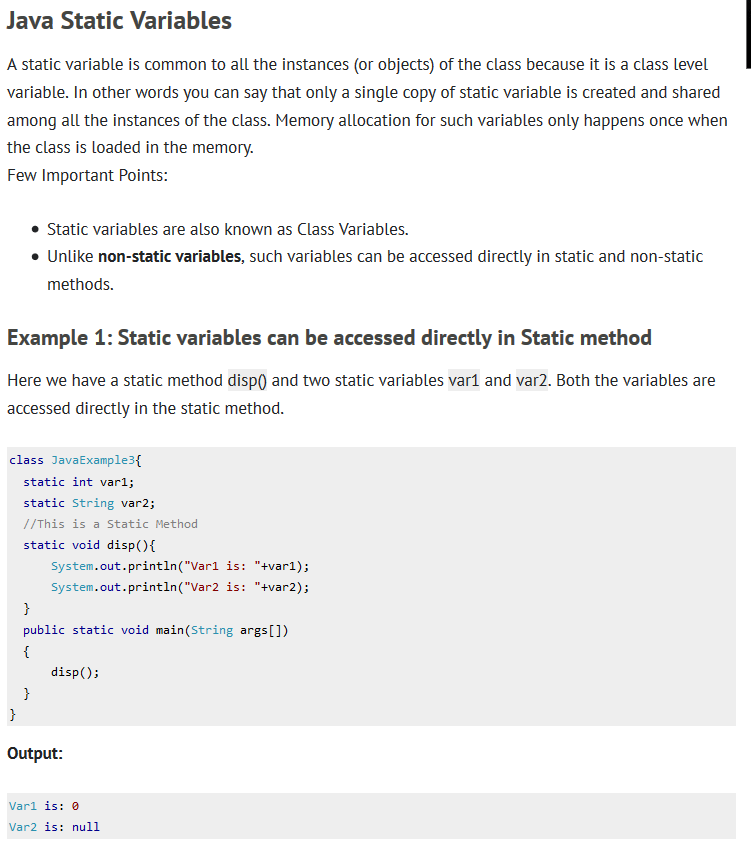 Java Static Variables
A static variable is common to all the instances (or objects) of the class because it is a class level
variable. In other words you can say that only a single copy of static variable is created and shared
among all the instances of the class. Memory allocation for such variables only happens once when
the class is loaded in the memory.
Few Important Points:
• Static variables are also known as Class Variables.
• Unlike non-static variables, such variables can be accessed directly in static and non-static
methods.
Example 1: Static variables can be accessed directly in Static method
Here we have a static method disp() and two static variables var1 and var2. Both the variables are
accessed directly in the static method.
class JavaExample3{
  static int var1;
  static String var2;
  //This is a Static Method
  static void disp(){
      System.out.println("Var1 is: "+var1);
      System.out.println("Var2 is: "+var2);
  }
  public static void main(String args[])
  {
      disp();
  }
}
Output:
Var1 is: 0
Var2 is: null